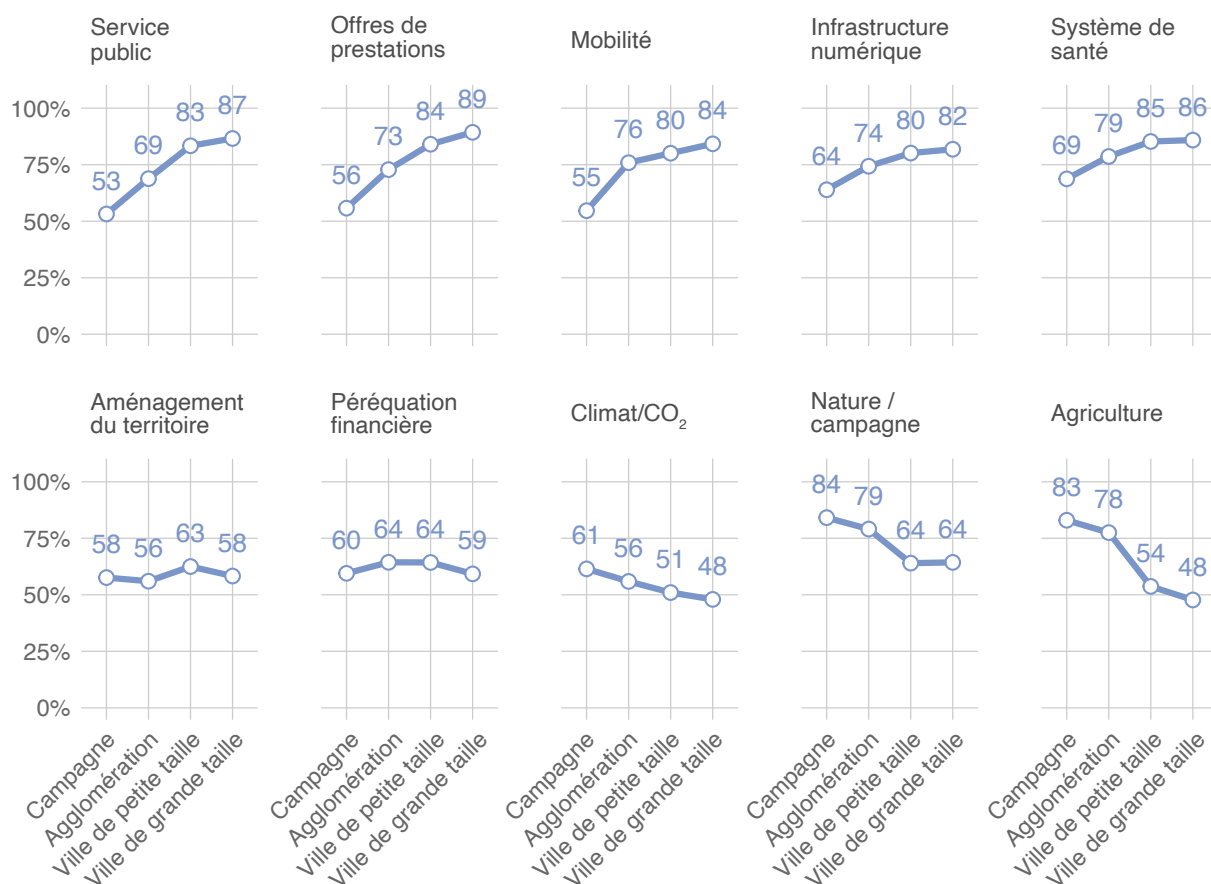 Service
public
Offres de
prestations
Mobilité
Infrastructure
numérique
Système de
santé
100%
75%
50%
25%
0%
53
69
83
87
56
73
84
89
55
76
80
84
64
74
80
82
69
79
85
86
Aménagement
du territoire
Péréquation
financière
Climat/CO₂
Nature /
campagne
Agriculture
100%
75%
50%
25%
0%
58
56
63
58
60
64
64
59
61
56
51
48
84
79
64
64
83
78
54
48
Campagne
Agglomération
Ville de petite taille
Ville de grande taille
Campagne
Agglomération
Ville de petite taille
Ville de grande taille
Campagne
Agglomération
Ville de petite taille
Ville de grande taille
Campagne
Agglomération
Ville de petite taille
Ville de grande taille
Campagne
Agglomération
Ville de petite taille
Ville de grande taille